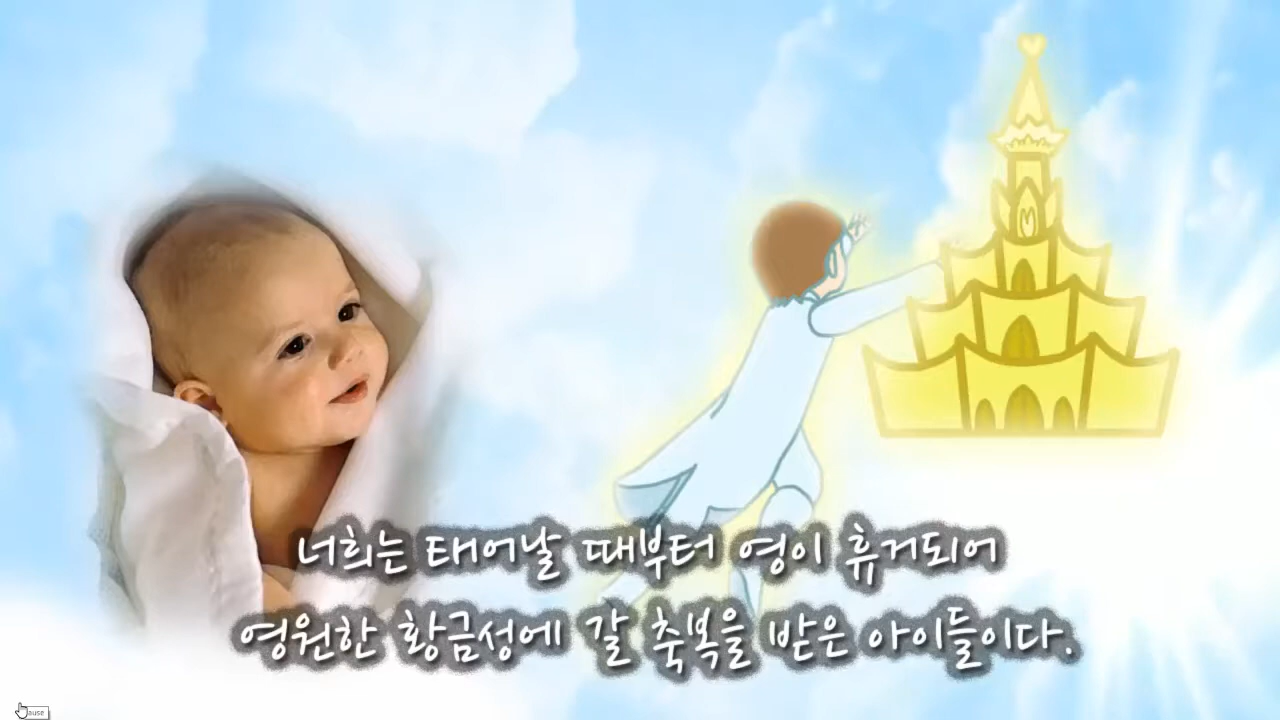 너희는 태어날 때부터 영이 휴거되어
영원한 황금성에 갈 축복을 받은 아이들이다.
ause